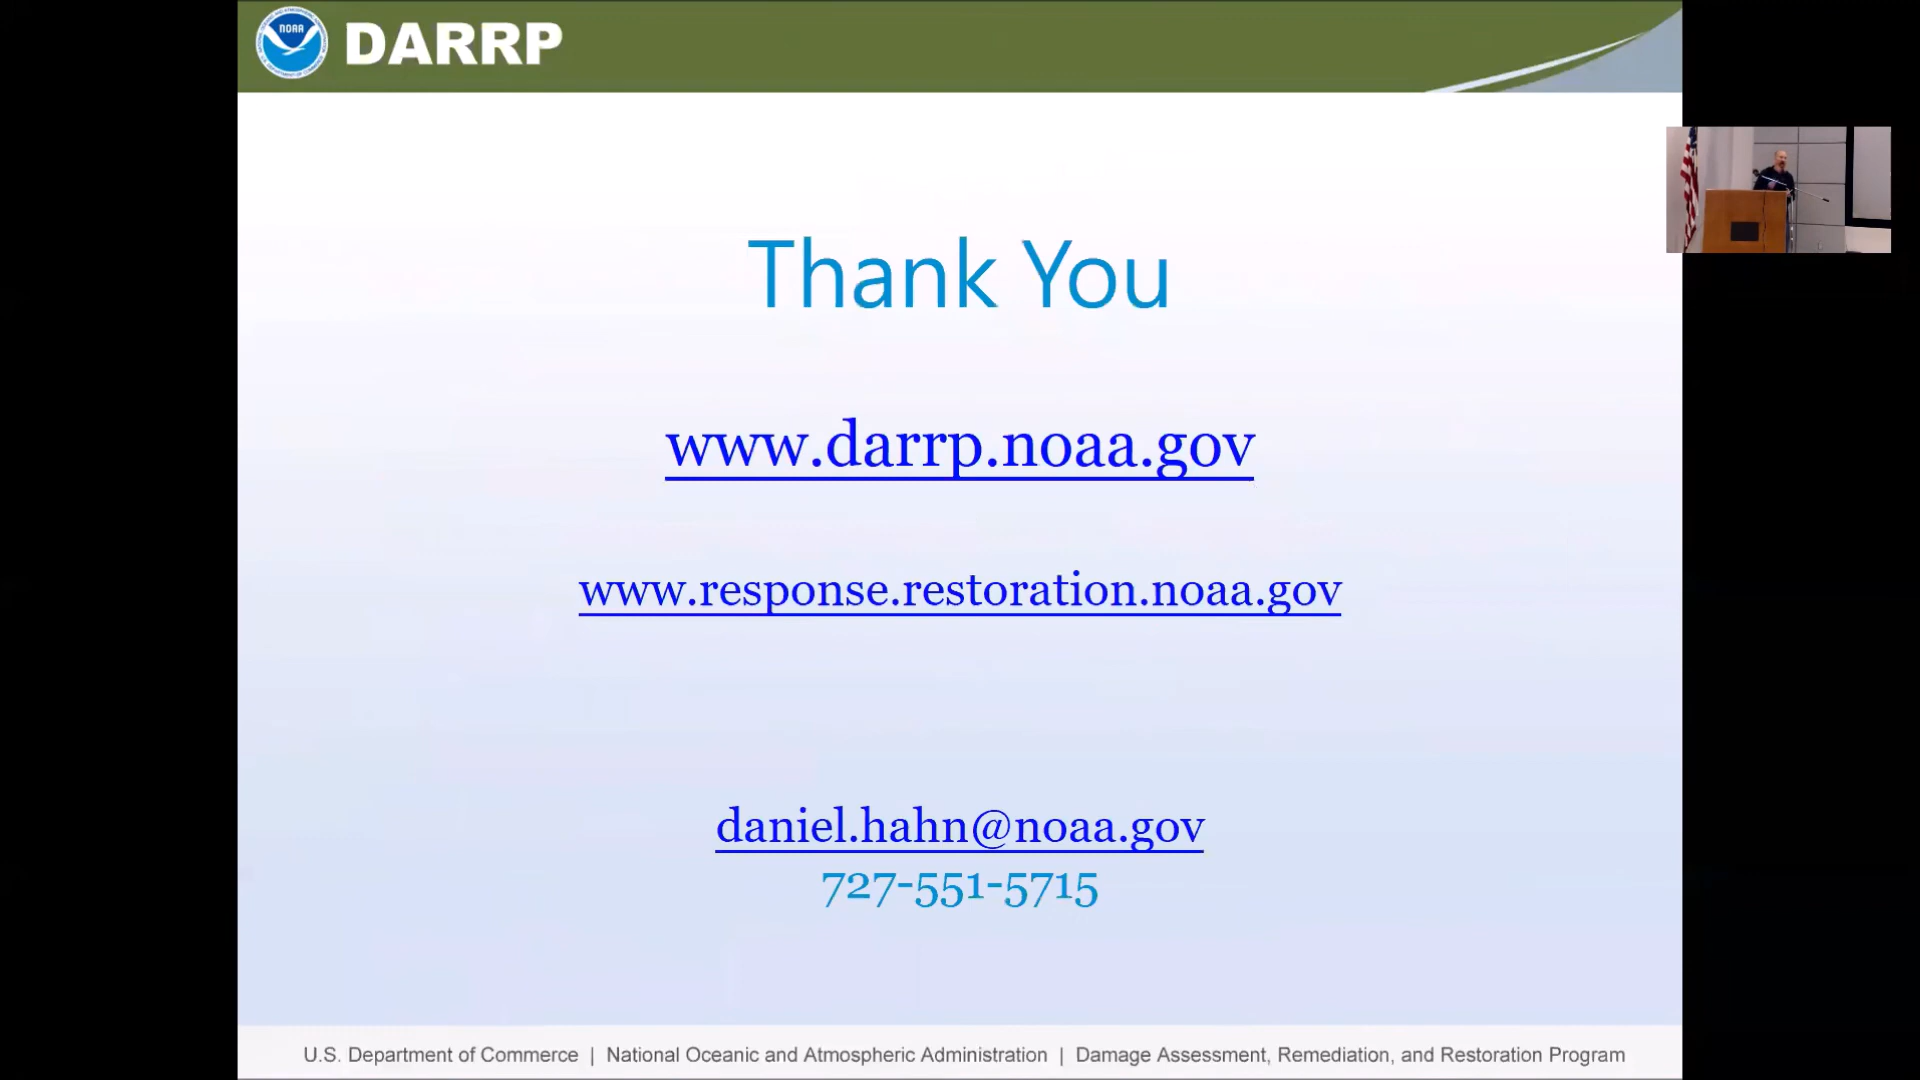 NOAA
DARRP
Thank You
www.darrp.noaa.gov
www.response.restoration.noaa.gov
daniel.hahn@noaa.gov
727-551-5715
U.S. Department of Commerce | National Oceanic and Atmospheric Administration | Damage Assessment, Remediation, and Restoration Program